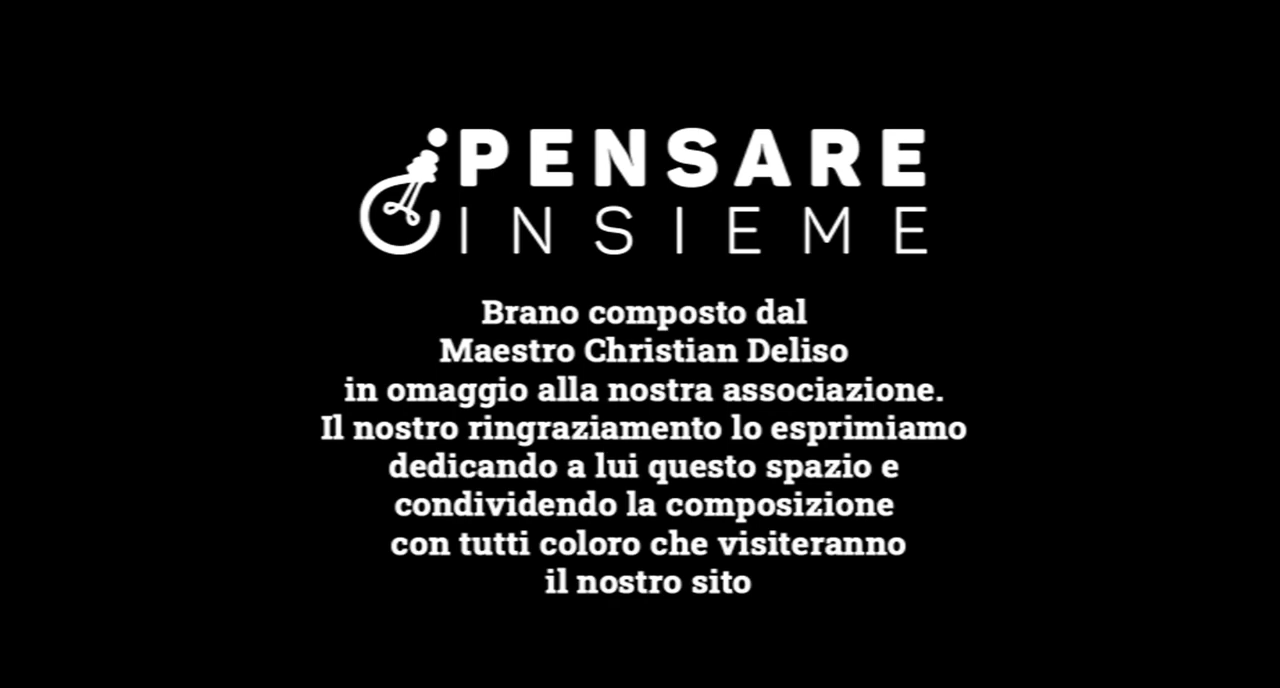 PENSARE
INSIEME
Brano composto dal
Maestro Christian Deliso
in omaggio alla nostra associazione.
Il nostro ringraziamento lo esprimiamo
dedicando a lui questo spazio e
condividendo la composizione
con tutti coloro che visiteranno
il nostro sito